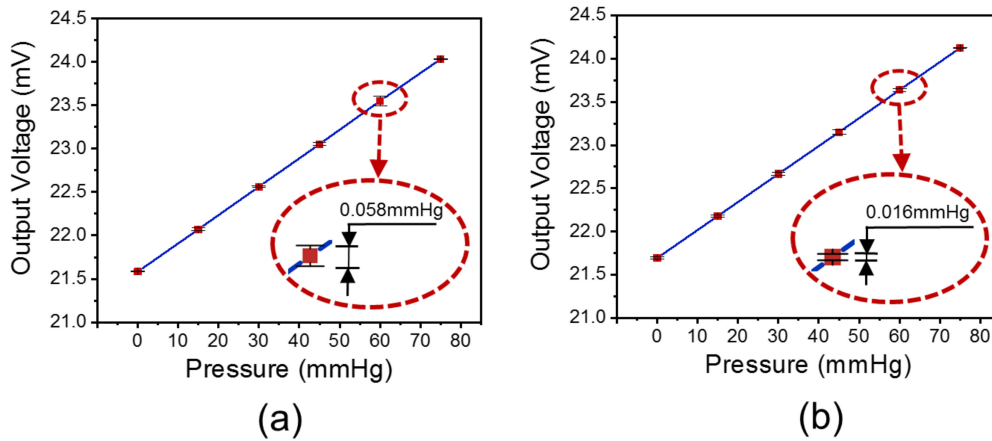 Output Voltage (mV)
24.5
24.0
23.5
23.0
22.5
22.0
21.5
21.0
0.058mmHg
0 10 20 30 40 50 60 70 80
Pressure (mmHg)
(a)
Output Voltage (mV)
24.5
24.0
23.5
23.0
22.5
22.0
21.5
21.0
0.016mmHg
0 10 20 30 40 50 60 70 80
Pressure (mmHg)
(b)